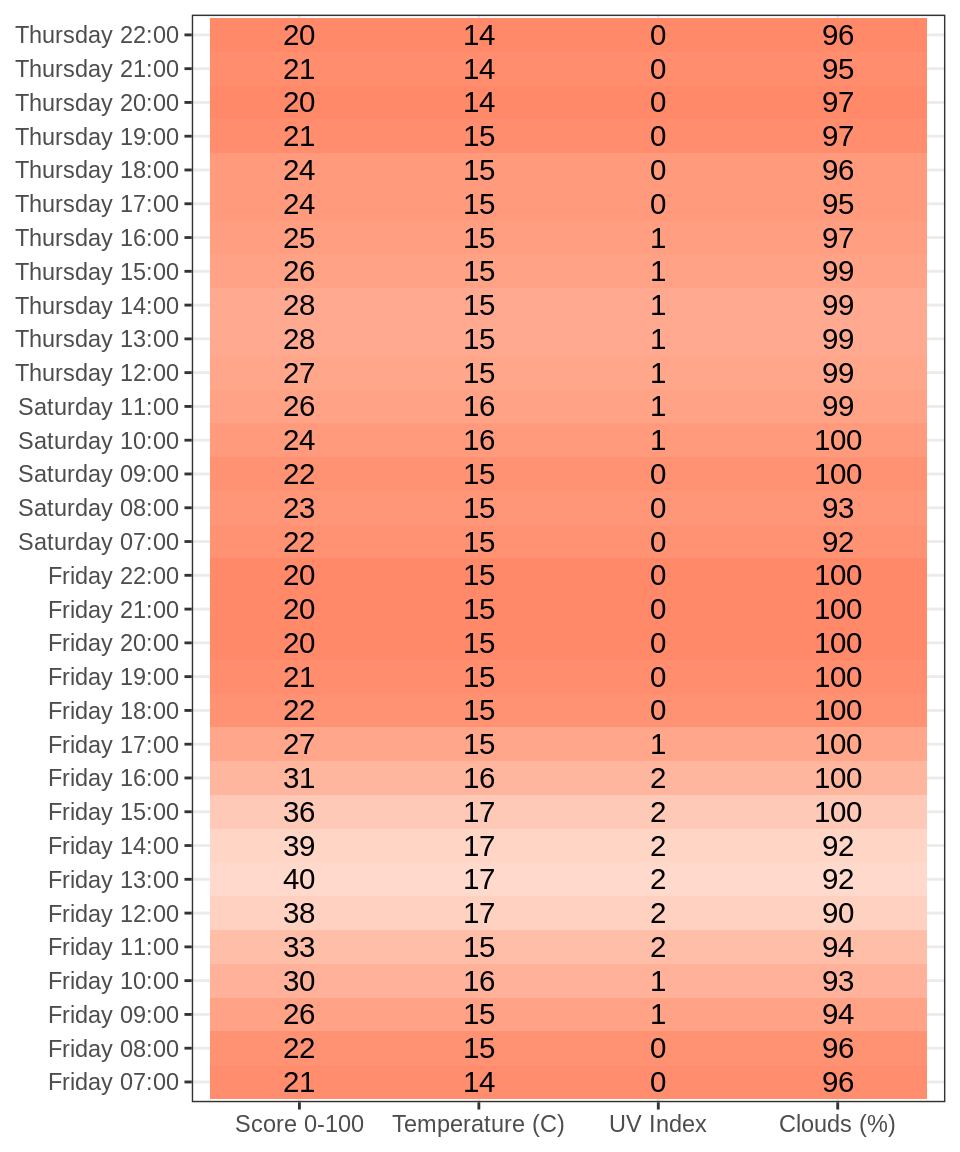 Thursday 22:00 20 14 0 96
Thursday 21:00 21 14 0 95
Thursday 20:00 20 14 0 97
Thursday 19:00 21 15 0 97
Thursday 18:00 24 15 0 96
Thursday 17:00 24 15 0 95
Thursday 16:00 25 15 1 97
Thursday 15:00 26 15 1 99
Thursday 14:00 28 15 1 99
Thursday 13:00 28 15 1 99
Thursday 12:00 27 15 1 99
Saturday 11:00 26 16 1 99
Saturday 10:00 24 16 1 100
Saturday 09:00 22 15 0 100
Saturday 08:00 23 15 0 93
Saturday 07:00 22 15 0 92
Friday 22:00 20 15 0 100
Friday 21:00 20 15 0 100
Friday 20:00 20 15 0 100
Friday 19:00 21 15 0 100
Friday 18:00 22 15 0 100
Friday 17:00 27 15 1 100
Friday 16:00 31 16 2 100
Friday 15:00 36 17 2 100
Friday 14:00 39 17 2 92
Friday 13:00 40 17 2 92
Friday 12:00 38 17 2 90
Friday 11:00 33 15 2 94
Friday 10:00 30 16 1 93
Friday 09:00 26 15 1 94
Friday 08:00 22 15 0 96
Friday 07:00 21 14 0 96
Score 0-100 Temperature (C) UV Index Clouds (%)